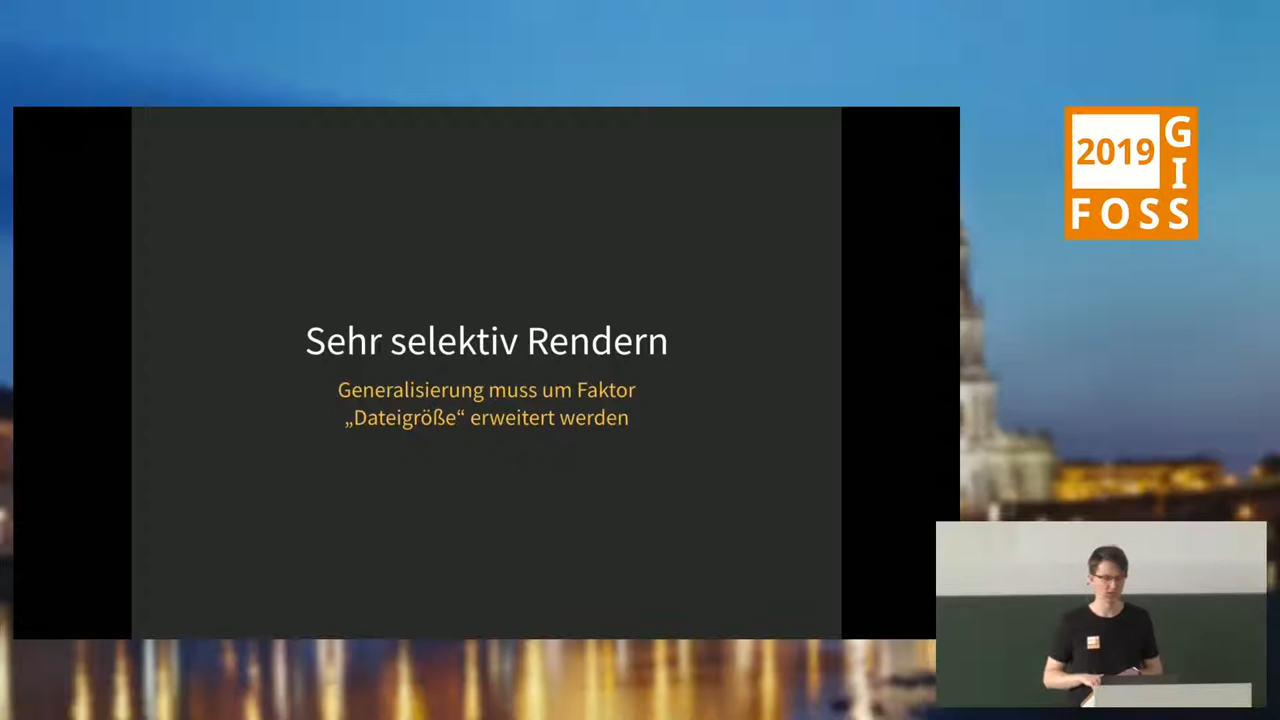 Sehr selektiv Rendern
Generalisierung muss um Faktor
„Dateigröße“ erweitert werden
2019
G
I
FOSS